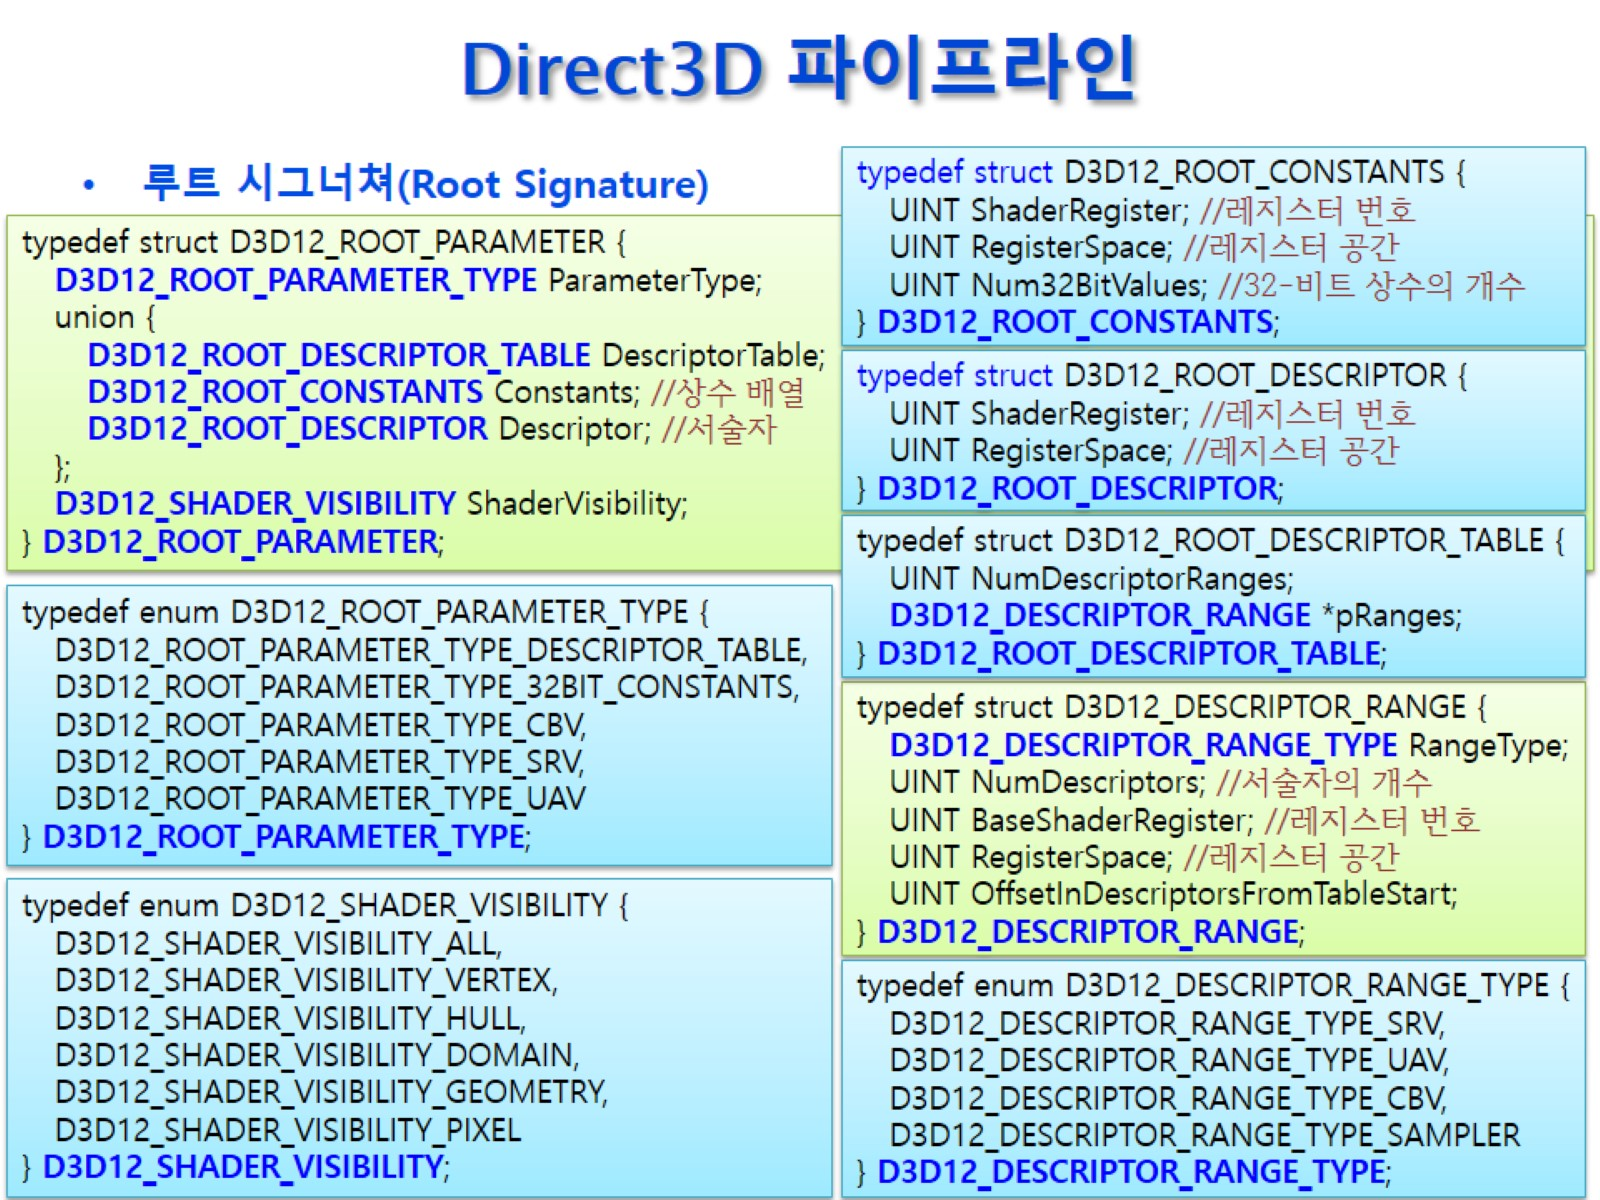 Direct3D 파이프라인
• 루트 시그너쳐(Root Signature)
typedef struct D3D12_ROOT_PARAMETER {
D3D12_ROOT_PARAMETER_TYPE ParameterType;
union {
D3D12_ROOT_DESCRIPTOR_TABLE DescriptorTable;
D3D12_ROOT_CONSTANTS Constants; //상수 배열
D3D12_ROOT_DESCRIPTOR Descriptor; //서술자
};
D3D12_SHADER_VISIBILITY ShaderVisibility;
} D3D12_ROOT_PARAMETER;
typedef enum D3D12_ROOT_PARAMETER_TYPE {
D3D12_ROOT_PARAMETER_TYPE_DESCRIPTOR_TABLE,
D3D12_ROOT_PARAMETER_TYPE_32BIT_CONSTANTS,
D3D12_ROOT_PARAMETER_TYPE_CBV,
D3D12_ROOT_PARAMETER_TYPE_SRV,
D3D12_ROOT_PARAMETER_TYPE_UAV
} D3D12_ROOT_PARAMETER_TYPE;
typedef enum D3D12_SHADER_VISIBILITY {
D3D12_SHADER_VISIBILITY_ALL,
D3D12_SHADER_VISIBILITY_VERTEX,
D3D12_SHADER_VISIBILITY_HULL,
D3D12_SHADER_VISIBILITY_DOMAIN,
D3D12_SHADER_VISIBILITY_GEOMETRY,
D3D12_SHADER_VISIBILITY_PIXEL
} D3D12_SHADER_VISIBILITY;
typedef struct D3D12_ROOT_CONSTANTS {
UINT ShaderRegister; //레지스터 번호
UINT RegisterSpace; //레지스터 공간
UINT Num32BitValues; //32-비트 상수의 개수
} D3D12_ROOT_CONSTANTS;
typedef struct D3D12_ROOT_DESCRIPTOR {
UINT ShaderRegister; //레지스터 번호
UINT RegisterSpace; //레지스터 공간
} D3D12_ROOT_DESCRIPTOR;
typedef struct D3D12_ROOT_DESCRIPTOR_TABLE {
UINT NumDescriptorRanges;
D3D12_DESCRIPTOR_RANGE *pRanges;
} D3D12_ROOT_DESCRIPTOR_TABLE;
typedef struct D3D12_DESCRIPTOR_RANGE {
D3D12_DESCRIPTOR_RANGE_TYPE RangeType;
UINT NumDescriptors; //서술자의 개수
UINT BaseShaderRegister; //레지스터 번호
UINT RegisterSpace; //레지스터 공간
UINT OffsetInDescriptorsFromTableStart;
} D3D12_DESCRIPTOR_RANGE;
typedef enum D3D12_DESCRIPTOR_RANGE_TYPE {
D3D12_DESCRIPTOR_RANGE_TYPE_SRV,
D3D12_DESCRIPTOR_RANGE_TYPE_UAV,
D3D12_DESCRIPTOR_RANGE_TYPE_CBV,
D3D12_DESCRIPTOR_RANGE_TYPE_SAMPLER
} D3D12_DESCRIPTOR_RANGE_TYPE;